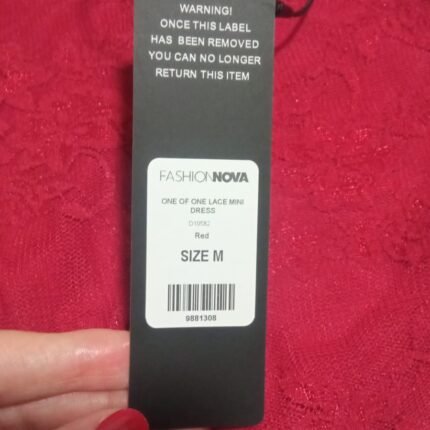 WARNING!
ONCE THIS LABEL
HAS BEEN REMOVED
YOU CAN NO LONGER
RETURN THIS ITEM
FASHIONNOVA
ONE OF ONE LACE MINI
DRESS
Red
SIZE M
9881308